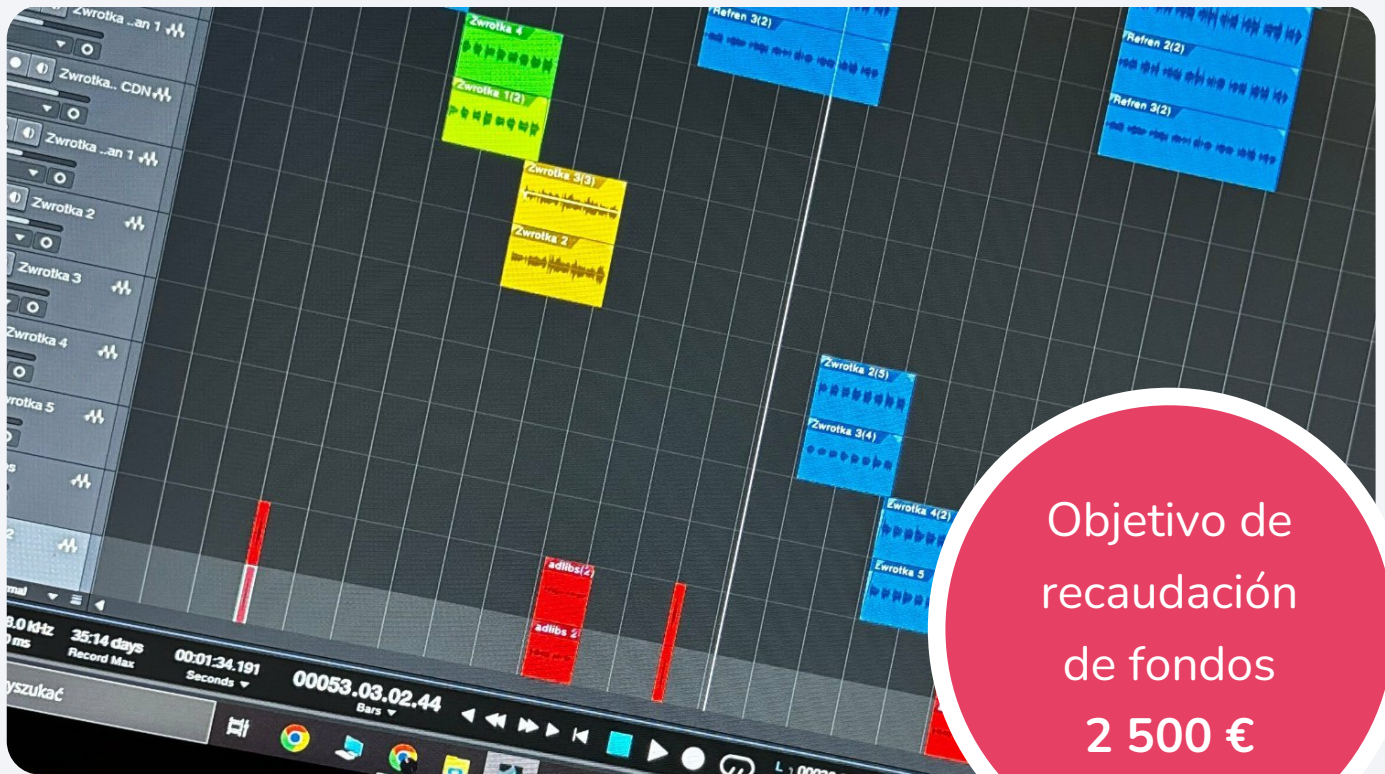 Zwrotka ..an 1
Zwrotka.. CDN
Zwrotka ..an 1
Zwrotka 2
Zwrotka 3
Zwrotka 4
Zwrotka 4
Zwrotka 1(2)
Zwrotka 3(3)
Zwrotka 2
Refren 3(2)
Refren 2(2)
Refren 3(2)
Zwrotka 2(5)
Zwrotka 3(4)
Zwrotka 4(2)
Zwrotka 5
adlibs(2)
adlibs 2
35:14 days
Record Max
00:01:34.191
Seconds
00053.03.02.44
Bars
Objetivo de
recaudación
de fondos
2 500 €